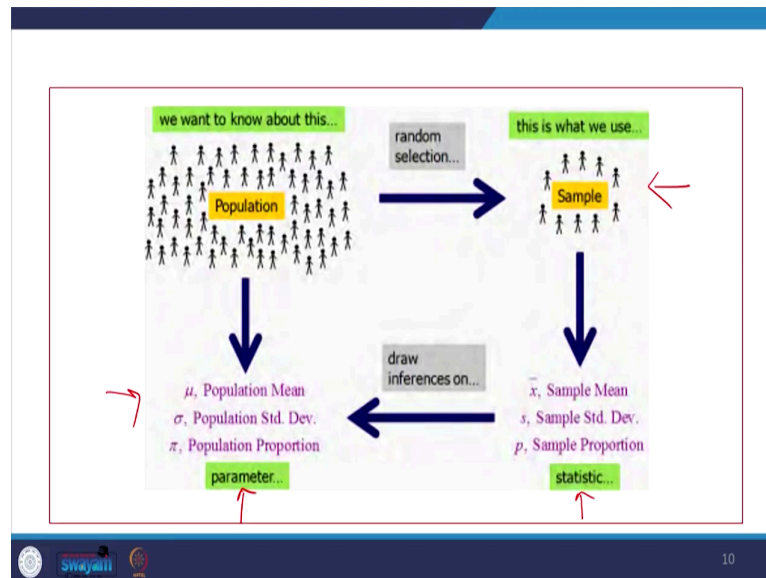 we want to know about this...
random
selection...
this is what we use...
Population
Sample
draw
inferences on...
μ, Population Mean
σ, Population Std. Dev.
π, Population Proportion
parameter...
x̄, Sample Mean
s, Sample Std. Dev.
p, Sample Proportion
statistic...
swayam
10